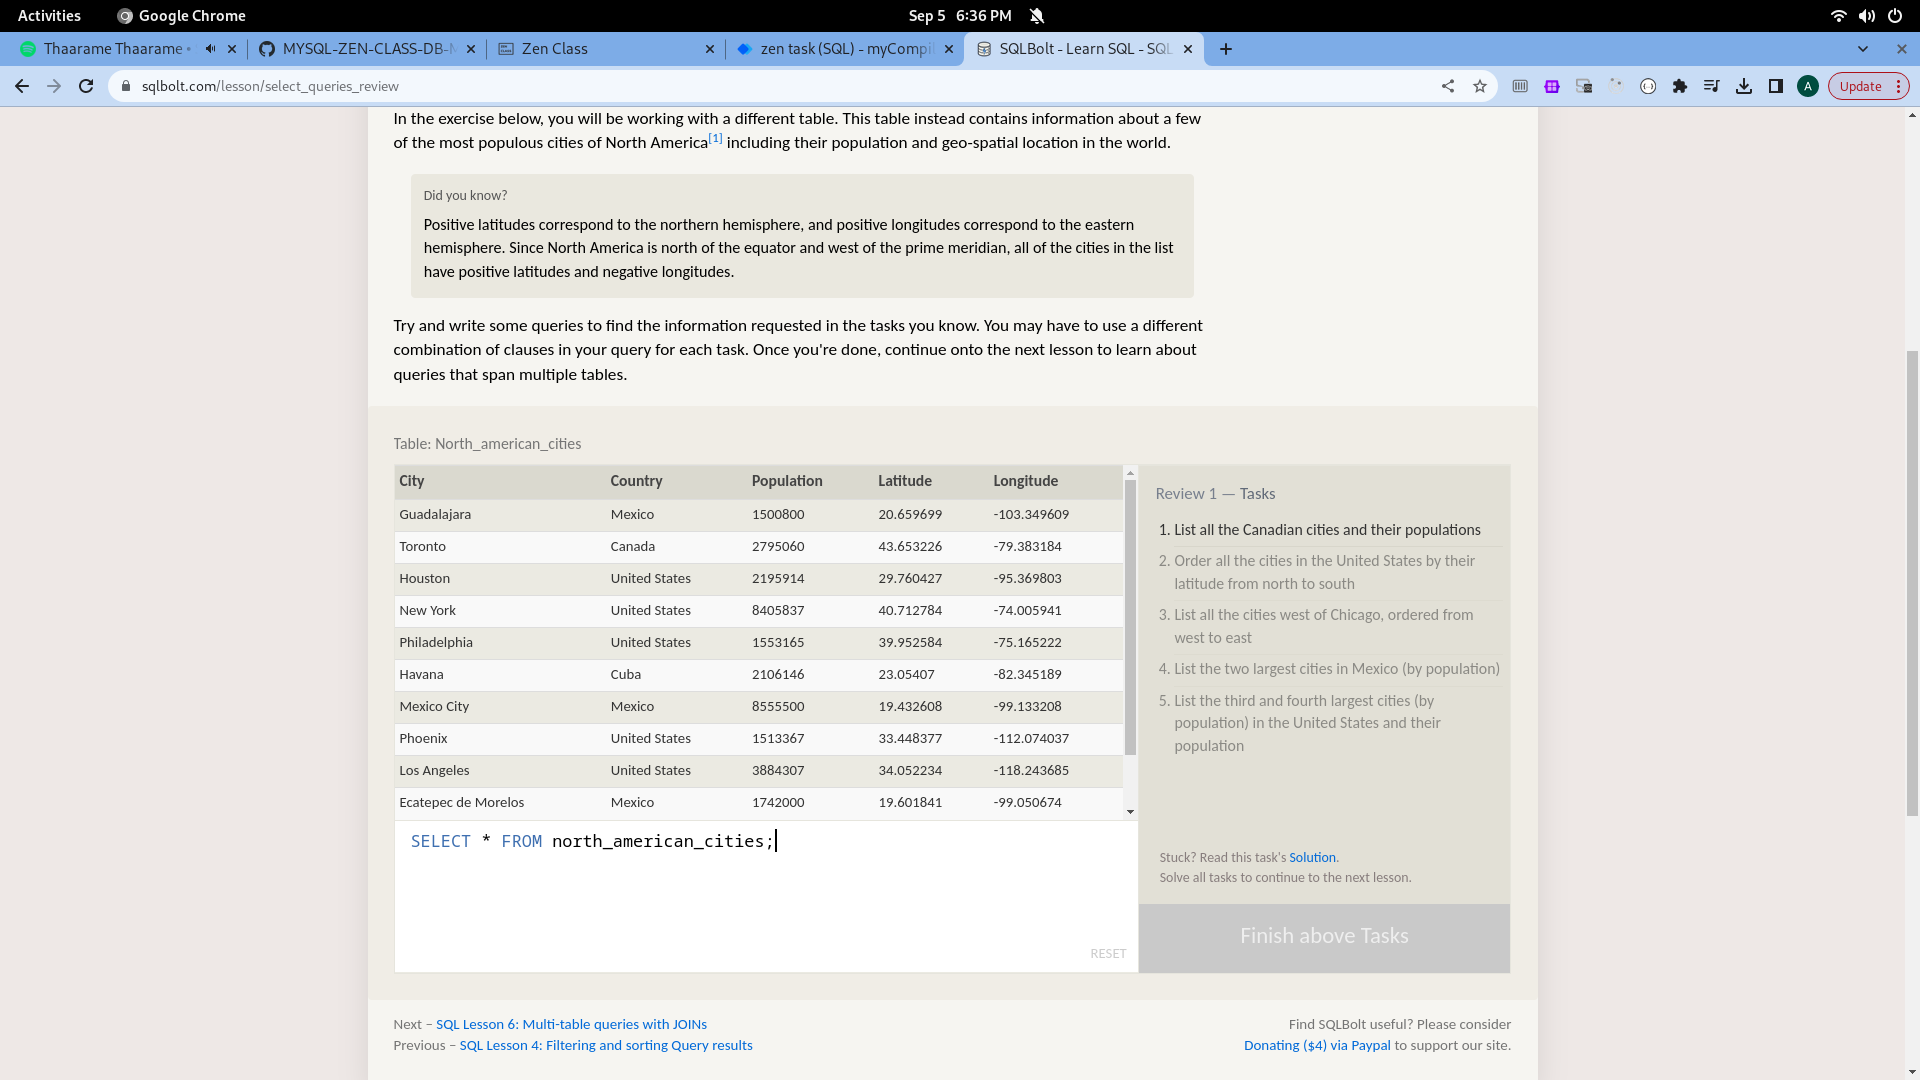 Activities
Google Chrome
Sep 5 6:36 PM
Thaarame Thaarame •
MYSQL-ZEN-CLASS-DB-M
Zen Class
zen task (SQL) - myCompil
SQLBolt - Learn SQL - SQL
sqlbolt.com/lesson/select_queries_review
A
Update
In the exercise below, you will be working with a different table. This table instead contains information about a few
of the most populous cities of North America[1] including their population and geo-spatial location in the world.
Did you know?
Positive latitudes correspond to the northern hemisphere, and positive longitudes correspond to the eastern
hemisphere. Since North America is north of the equator and west of the prime meridian, all of the cities in the list
have positive latitudes and negative longitudes.
Try and write some queries to find the information requested in the tasks you know. You may have to use a different
combination of clauses in your query for each task. Once you're done, continue onto the next lesson to learn about
queries that span multiple tables.
Table: North_american_cities
City Country Population Latitude Longitude
Guadalajara Mexico 1500800 20.659699 -103.349609
Toronto Canada 2795060 43.653226 -79.383184
Houston United States 2195914 29.760427 -95.369803
New York United States 8405837 40.712784 -74.005941
Philadelphia United States 1553165 39.952584 -75.165222
Havana Cuba 2106146 23.05407 -82.345189
Mexico City Mexico 8555500 19.432608 -99.133208
Phoenix United States 1513367 33.448377 -112.074037
Los Angeles United States 3884307 34.052234 -118.243685
Ecatepec de Morelos Mexico 1742000 19.601841 -99.050674
SELECT * FROM north_american_cities;
RESET
Review 1 — Tasks
1. List all the Canadian cities and their populations
2. Order all the cities in the United States by their
latitude from north to south
3. List all the cities west of Chicago, ordered from
west to east
4. List the two largest cities in Mexico (by population)
5. List the third and fourth largest cities (by
population) in the United States and their
population
Stuck? Read this task's Solution.
Solve all tasks to continue to the next lesson.
Finish above Tasks
Next – SQL Lesson 6: Multi-table queries with JOINs
Previous – SQL Lesson 4: Filtering and sorting Query results
Find SQLBolt useful? Please consider
Donating ($4) via Paypal to support our site.